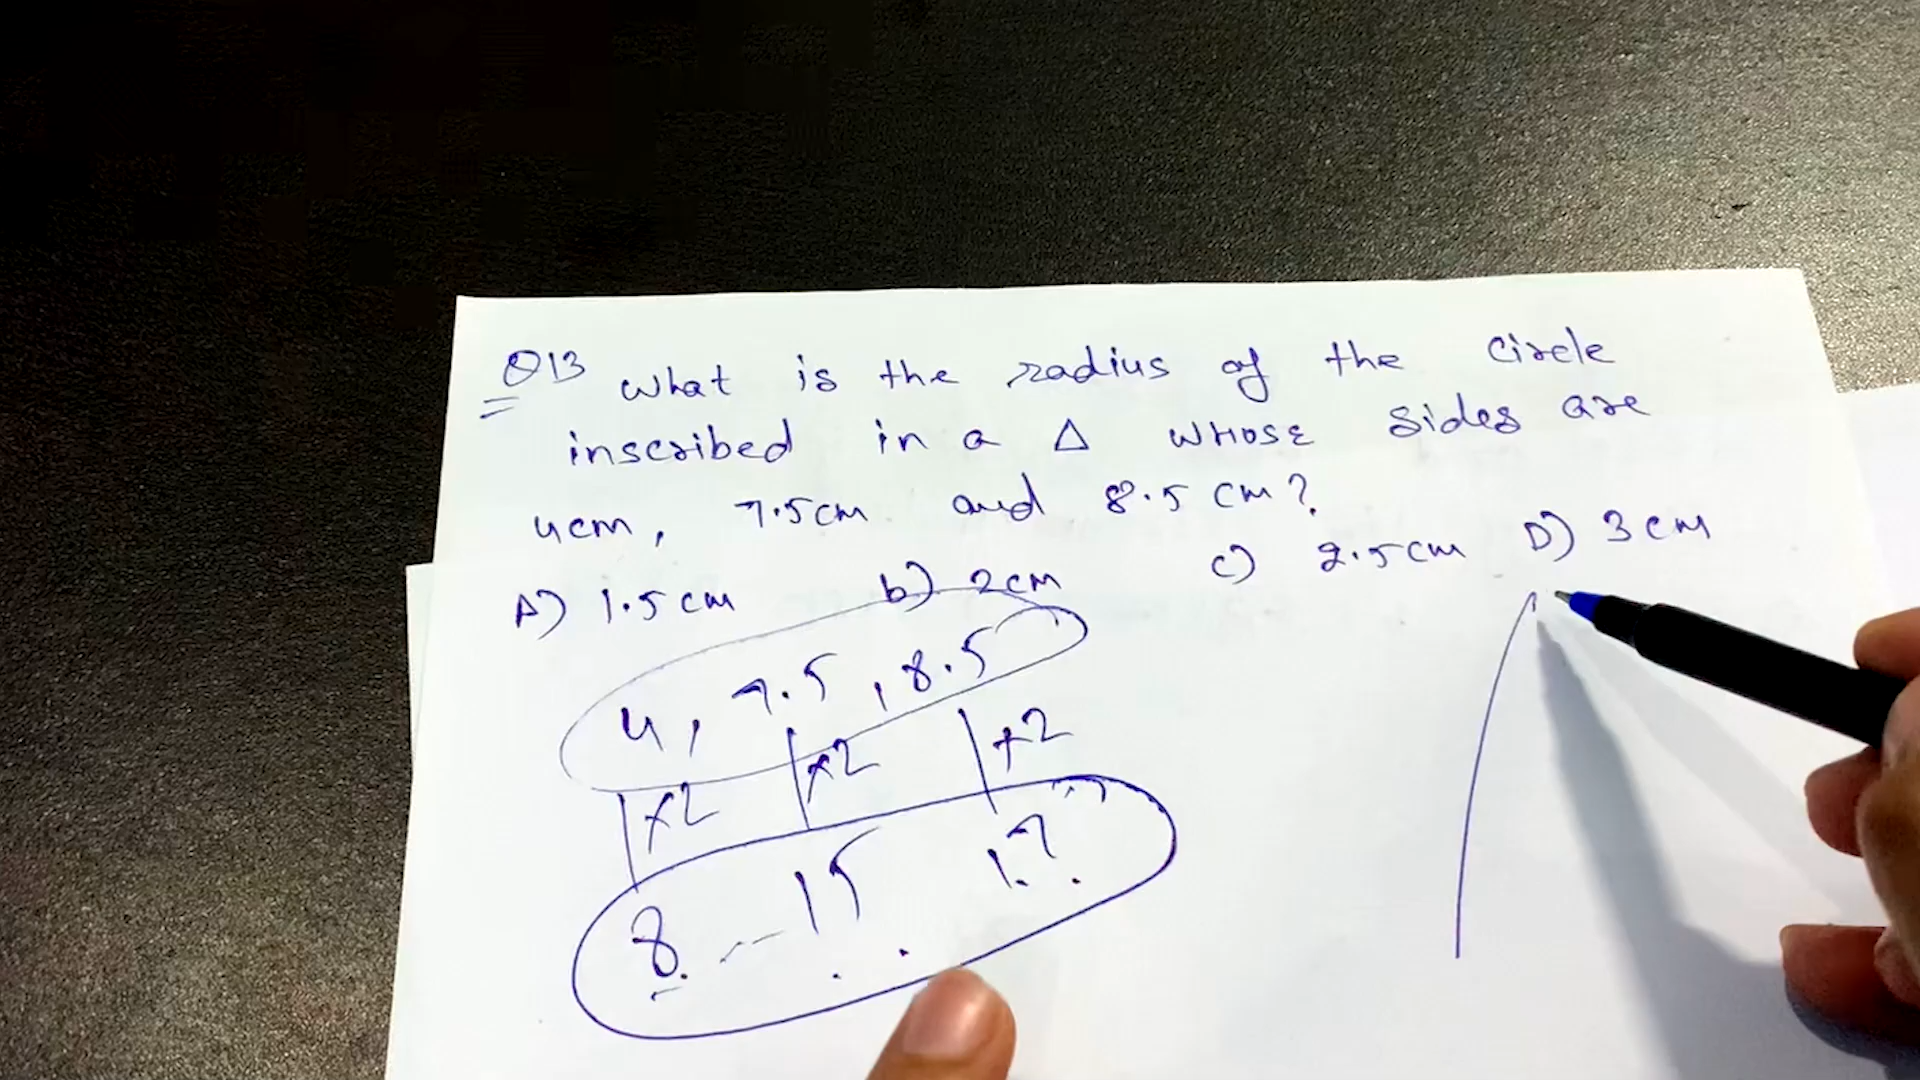 Q13 What is the radius of the circle
inscribed in a Δ WHOSE sides are
4cm, 7.5cm and 8.5 cm?
A) 1.5 cm b) 2cm c) 2.5cm D) 3 cm
4, 7.5, 8.5
×2 ×2 ×2
8 15 17